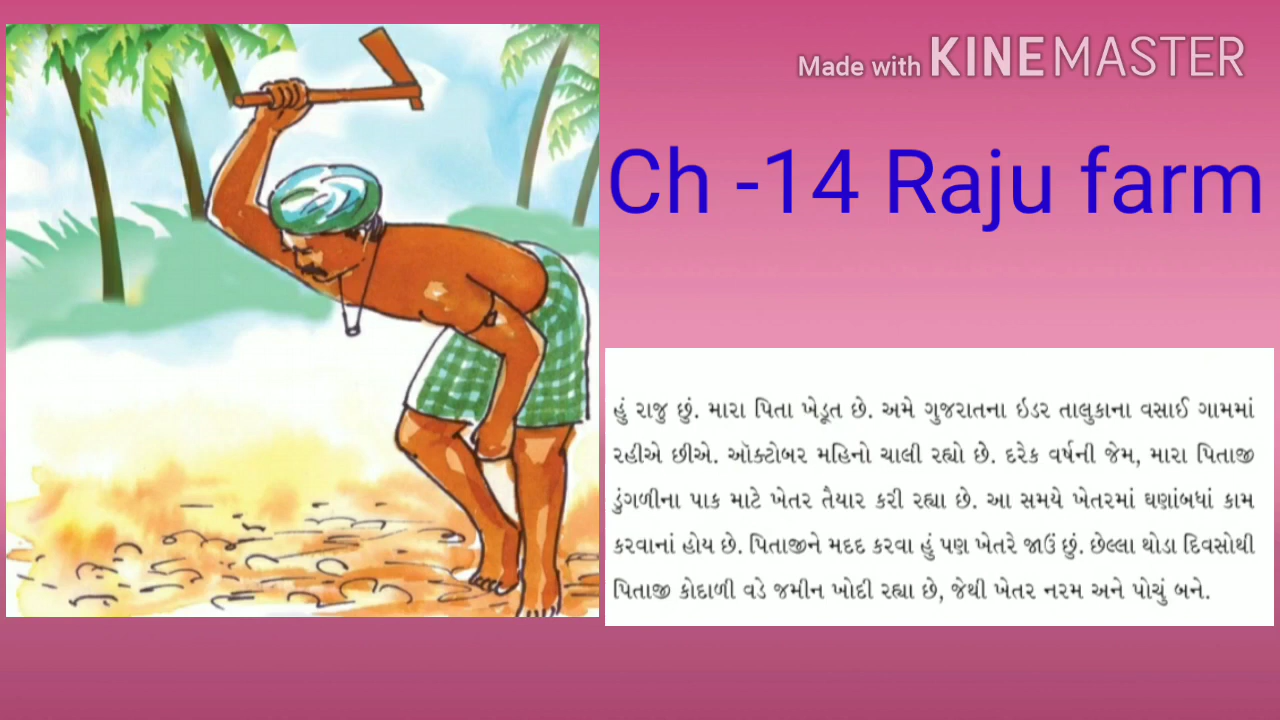 Made with KINEMASTER
Ch -14 Raju farm
હું રાજુ છું. મારા પિતા ખેડૂત છે. અમે ગુજરાતના ઇડર તાલુકાના વસાઈ ગામમાં
રહીએ છીએ. ઑક્ટોબર મહિનો ચાલી રહ્યો છે. દરેક વર્ષની જેમ, મારા પિતાજી
ડુંગળીના પાક માટે ખેતર તૈયાર કરી રહ્યા છે. આ સમયે ખેતરમાં ઘણાંબધાં કામ
કરવાનાં હોય છે. પિતાજીને મદદ કરવા હું પણ ખેતરે જાઉં છું. છેલ્લા થોડા દિવસોથી
પિતાજી કોદાળી વડે જમીન ખોદી રહ્યા છે, જેથી ખેતર નરમ અને પોચું બને.